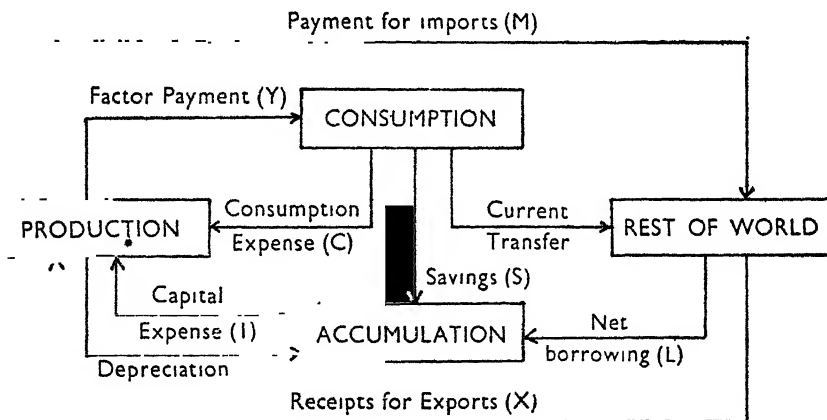 Payment for imports (M)
Factor Payment (Y)
CONSUMPTION
PRODUCTION
Consumption
Expense (C)
Current
Transfer
REST OF WORLD
Savings (S)
Capital
Expense (I)
ACCUMULATION
Net
borrowing (L)
Depreciation
Receipts for Exports (X)